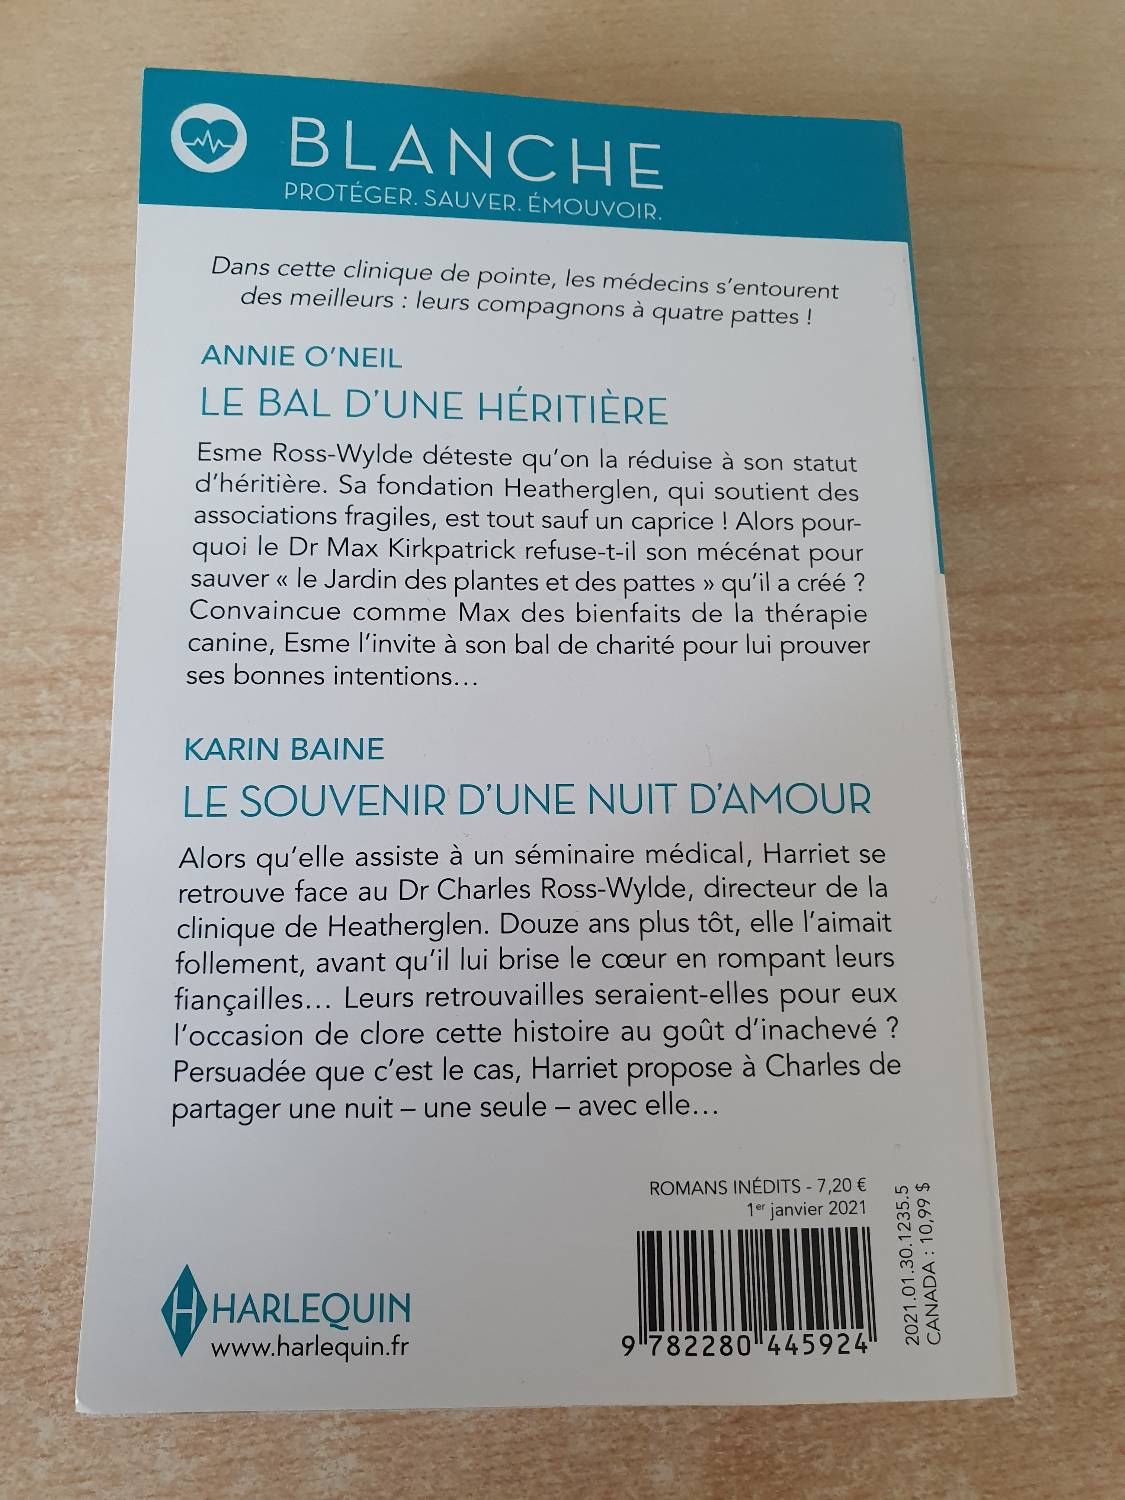 BLANCHE
PROTÉGER. SAUVER. ÉMOUVOIR.
Dans cette clinique de pointe, les médecins s'entourent
des meilleurs : leurs compagnons à quatre pattes !
ANNIE O'NEIL
LE BAL D'UNE HÉRITIÈRE
Esme Ross-Wylde déteste qu'on la réduise à son statut
d'héritière. Sa fondation Heatherglen, qui soutient des
associations fragiles, est tout sauf un caprice ! Alors pour-
quoi le Dr Max Kirkpatrick refuse-t-il son mécénat pour
sauver « le Jardin des plantes et des pattes » qu'il a créé ?
Convaincue comme Max des bienfaits de la thérapie
canine, Esme l'invite à son bal de charité pour lui prouver
ses bonnes intentions…
KARIN BAINE
LE SOUVENIR D'UNE NUIT D'AMOUR
Alors qu'elle assiste à un séminaire médical, Harriet se
retrouve face au Dr Charles Ross-Wylde, directeur de la
clinique de Heatherglen. Douze ans plus tôt, elle l'aimait
follement, avant qu'il lui brise le cœur en rompant leurs
fiançailles… Leurs retrouvailles seraient-elles pour eux
l'occasion de clore cette histoire au goût d'inachevé ?
Persuadée que c'est le cas, Harriet propose à Charles de
partager une nuit – une seule – avec elle…
ROMANS INÉDITS - 7,20 €
1er janvier 2021
9 782280 445924
2021.01.30.1235.5
CANADA : 10,99 $
H HARLEQUIN
www.harlequin.fr